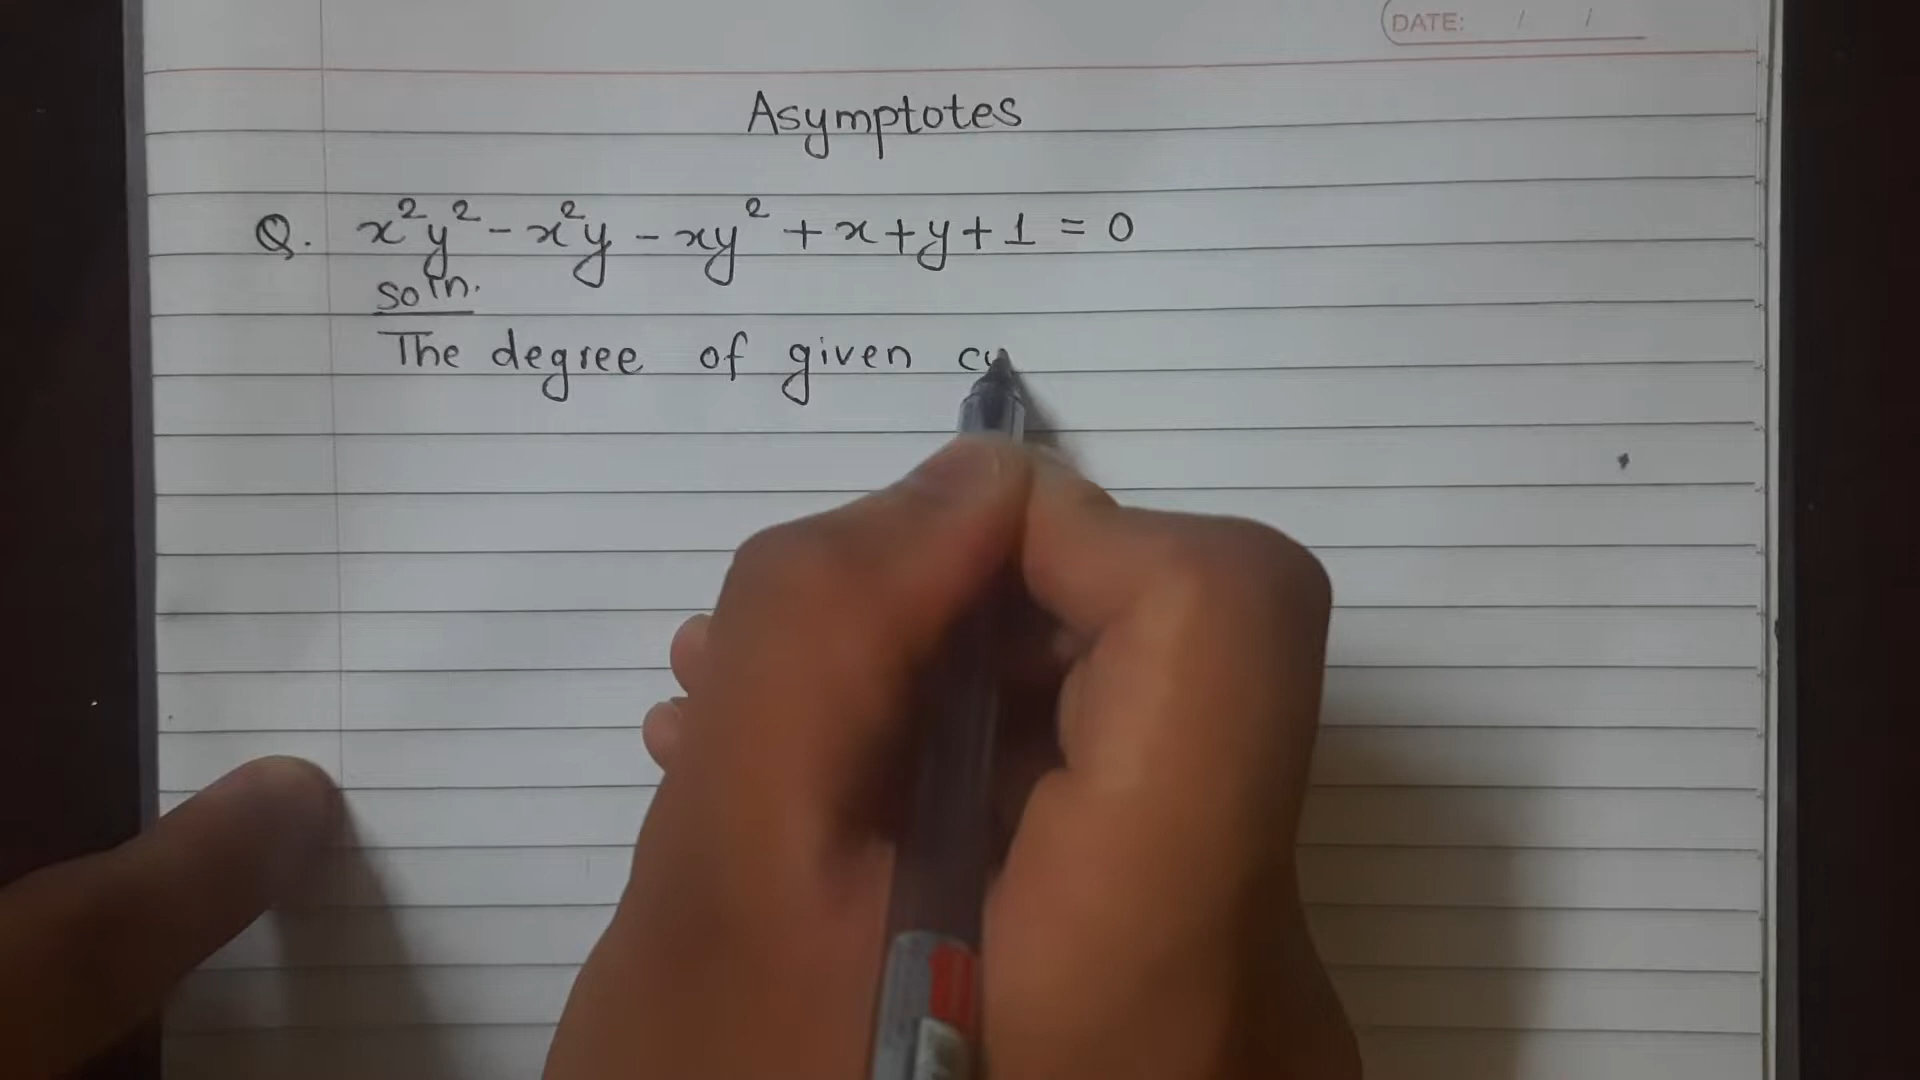 DATE: / /
Asymptotes
Q. x²y² - x²y - xy² + x + y + 1 = 0
soln.
The degree of given